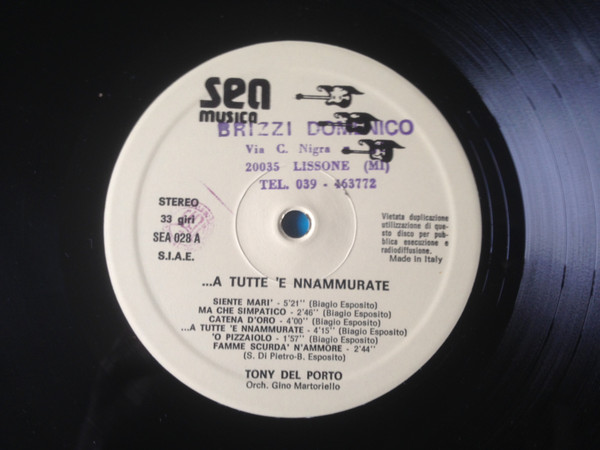 sea
musica
BRIZZI DOMENICO
Via C. Nigra
20035 LISSONE (MI)
TEL. 039 - 463772
STEREO
33 giri
SEA 028 A
S.I.A.E.
Vietata duplicazione
utilizzazione di que-
sto disco per pub-
blica esecuzione e
radiodiffusione.
Made in Italy
...A TUTTE 'E NNAMMURATE
SIENTE MARI' - 5'21'' (Biagio Esposito)
MA CHE SIMPATICO - 2'46'' (Biagio Esposito)
CATENA D'ORO - 4'00'' (Biagio Esposito)
...A TUTTE 'E NNAMMURATE - 4'15'' (Biagio Esposito)
'O PIZZAIOLO - 1'57'' (Biagio Esposito)
FAMME SCURDA' N'AMMORE - 2'44''
(S. Di Pietro-B. Esposito)
TONY DEL PORTO
Orch. Gino Martoriello